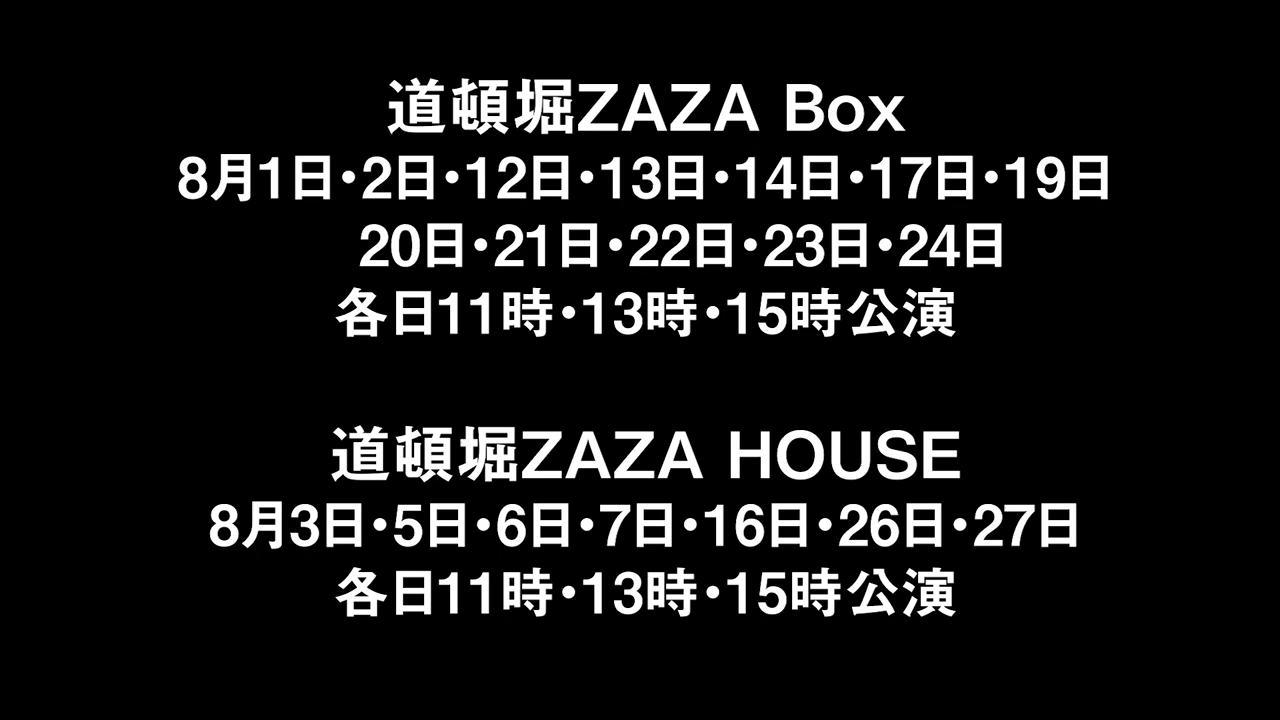 道頓堀ZAZA Box
8月1日・2日・12日・13日・14日・17日・19日
20日・21日・22日・23日・24日
各日11時・13時・15時公演
道頓堀ZAZA HOUSE
8月3日・5日・6日・7日・16日・26日・27日
各日11時・13時・15時公演